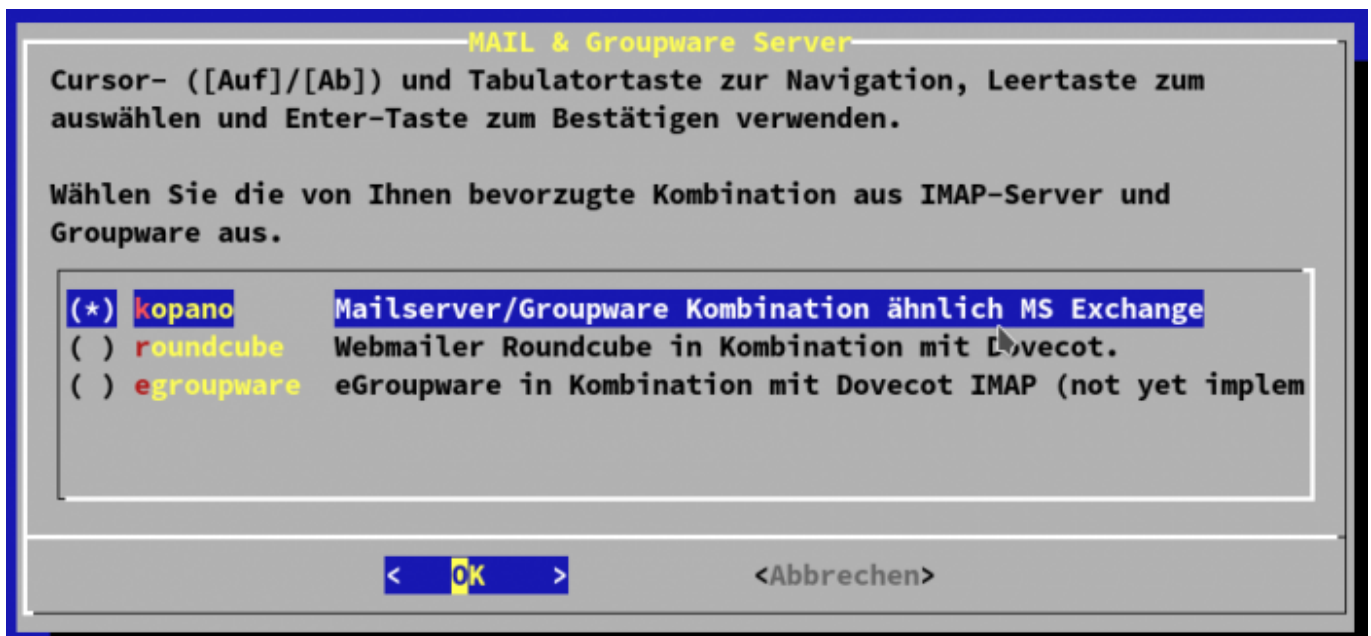 MAIL & Groupware Server
Cursor- ([Auf]/[Ab]) und Tabulatortaste zur Navigation, Leertaste zum
auswählen und Enter-Taste zum Bestätigen verwenden.
Wählen Sie die von Ihnen bevorzugte Kombination aus IMAP-Server und
Groupware aus.
(*) kopano Mailserver/Groupware Kombination ähnlich MS Exchange
( ) roundcube Webmailer Roundcube in Kombination mit Dovecot.
( ) egroupware eGroupware in Kombination mit Dovecot IMAP (not yet implem
< OK > <Abbrechen>